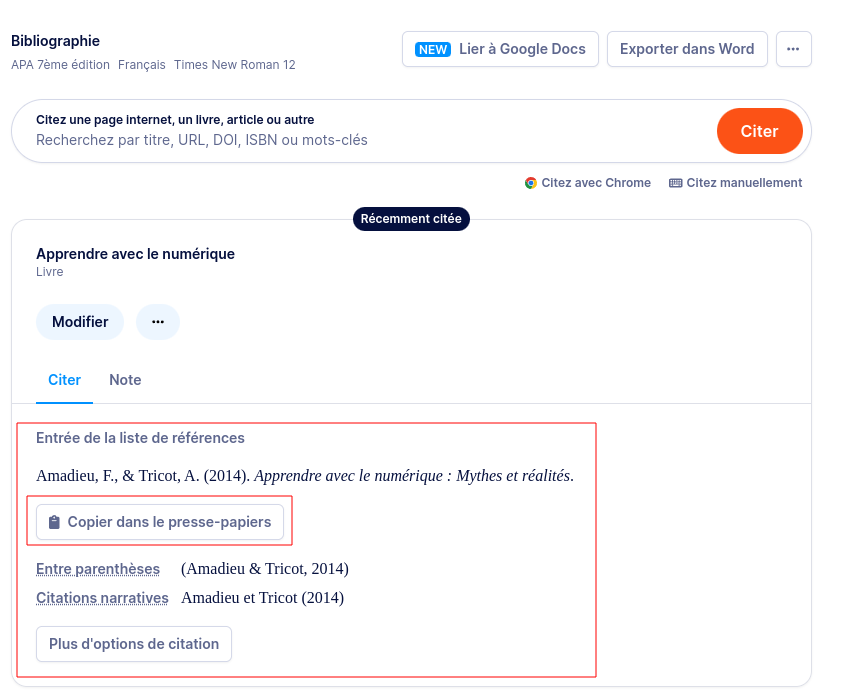 Bibliographie
APA 7ème édition Français Times New Roman 12
NEW Lier à Google Docs
Exporter dans Word
Citez une page internet, un livre, article ou autre
Recherchez par titre, URL, DOI, ISBN ou mots-clés
Citer
Citez avec Chrome
Citez manuellement
Récemment citée
Apprendre avec le numérique
Livre
Modifier
Citer Note
Entrée de la liste de références
Amadieu, F., & Tricot, A. (2014). Apprendre avec le numérique : Mythes et réalités.
Copier dans le presse-papiers
Entre parenthèses (Amadieu & Tricot, 2014)
Citations narratives Amadieu et Tricot (2014)
Plus d'options de citation